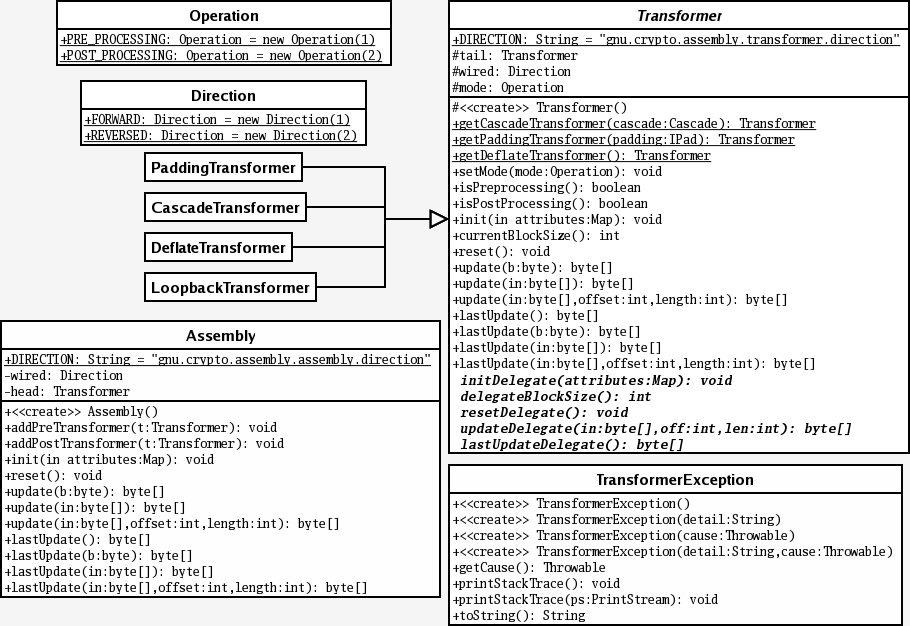 Operation
+PRE_PROCESSING: Operation = new Operation(1)
+POST_PROCESSING: Operation = new Operation(2)
Direction
+FORWARD: Direction = new Direction(1)
+REVERSED: Direction = new Direction(2)
PaddingTransformer
CascadeTransformer
DeflateTransformer
LoopbackTransformer
Assembly
+DIRECTION: String = "gnu.crypto.assembly.assembly.direction"
-wired: Direction
-head: Transformer
+<<create>> Assembly()
+addPreTransformer(t:Transformer): void
+addPostTransformer(t:Transformer): void
+init(in attributes:Map): void
+reset(): void
+update(b:byte): byte[]
+update(in:byte[]): byte[]
+update(in:byte[],offset:int,length:int): byte[]
+lastUpdate(): byte[]
+lastUpdate(b:byte): byte[]
+lastUpdate(in:byte[]): byte[]
+lastUpdate(in:byte[],offset:int,length:int): byte[]
Transformer
+DIRECTION: String = "gnu.crypto.assembly.transformer.direction"
#tail: Transformer
#wired: Direction
#mode: Operation
#<<create>> Transformer()
+getCascadeTransformer(cascade:Cascade): Transformer
+getPaddingTransformer(padding:IPad): Transformer
+getDeflateTransformer(): Transformer
+setMode(mode:Operation): void
+isPreprocessing(): boolean
+isPostProcessing(): boolean
+init(in attributes:Map): void
+currentBlockSize(): int
+reset(): void
+update(b:byte): byte[]
+update(in:byte[]): byte[]
+update(in:byte[],offset:int,length:int): byte[]
+lastUpdate(): byte[]
+lastUpdate(b:byte): byte[]
+lastUpdate(in:byte[]): byte[]
+lastUpdate(in:byte[],offset:int,length:int): byte[]
initDelegate(attributes:Map): void
delegateBlockSize(): int
resetDelegate(): void
updateDelegate(in:byte[],off:int,len:int): byte[]
lastUpdateDelegate(): byte[]
TransformerException
+<<create>> TransformerException()
+<<create>> TransformerException(detail:String)
+<<create>> TransformerException(cause:Throwable)
+<<create>> TransformerException(detail:String,cause:Throwable)
+getCause(): Throwable
+printStackTrace(): void
+printStackTrace(ps:PrintStream): void
+toString(): String